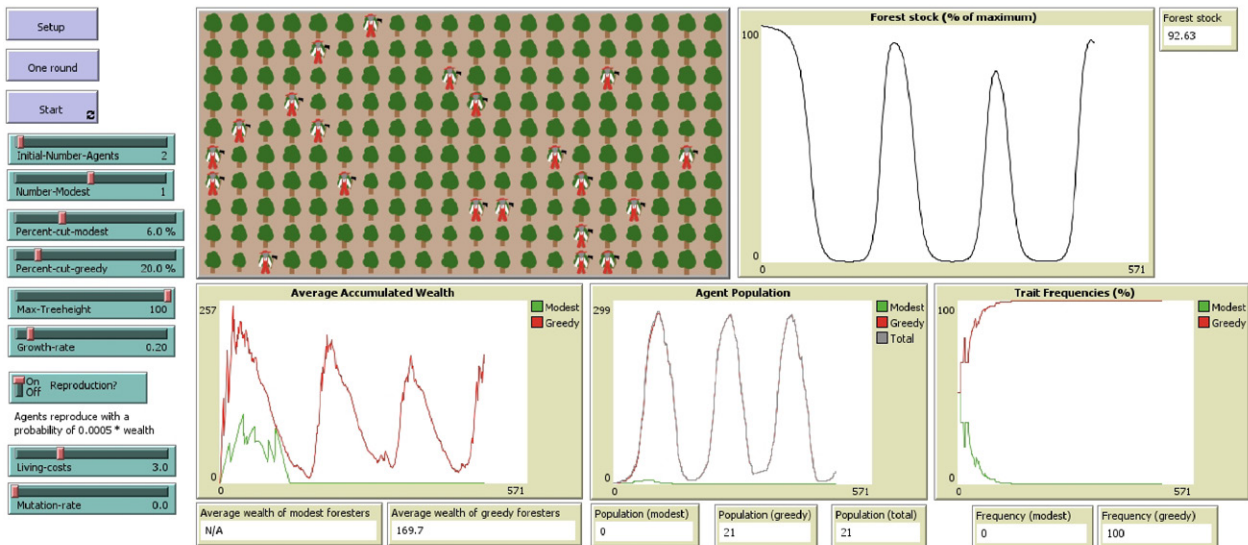 Setup
One round
Start
Initial-Number-Agents 2
Number-Modest 1
Percent-cut-modest 6.0 %
Percent-cut-greedy 20.0 %
Max-Treeheight 100
Growth-rate 0.20
On
Off
Reproduction?
Agents reproduce with a
probability of 0.0005 * wealth
Living-costs 3.0
Mutation-rate 0.0
Forest stock (% of maximum)
100
0
0 571
Forest stock
92.63
Average Accumulated Wealth
257
0
0 571
Modest
Greedy
Agent Population
299
0
0 571
Modest
Greedy
Total
Trait Frequencies (%)
100
0
0 571
Modest
Greedy
Average wealth of modest foresters
N/A
Average wealth of greedy foresters
169.7
Population (modest)
0
Population (greedy)
21
Population (total)
21
Frequency (modest)
0
Frequency (greedy)
100